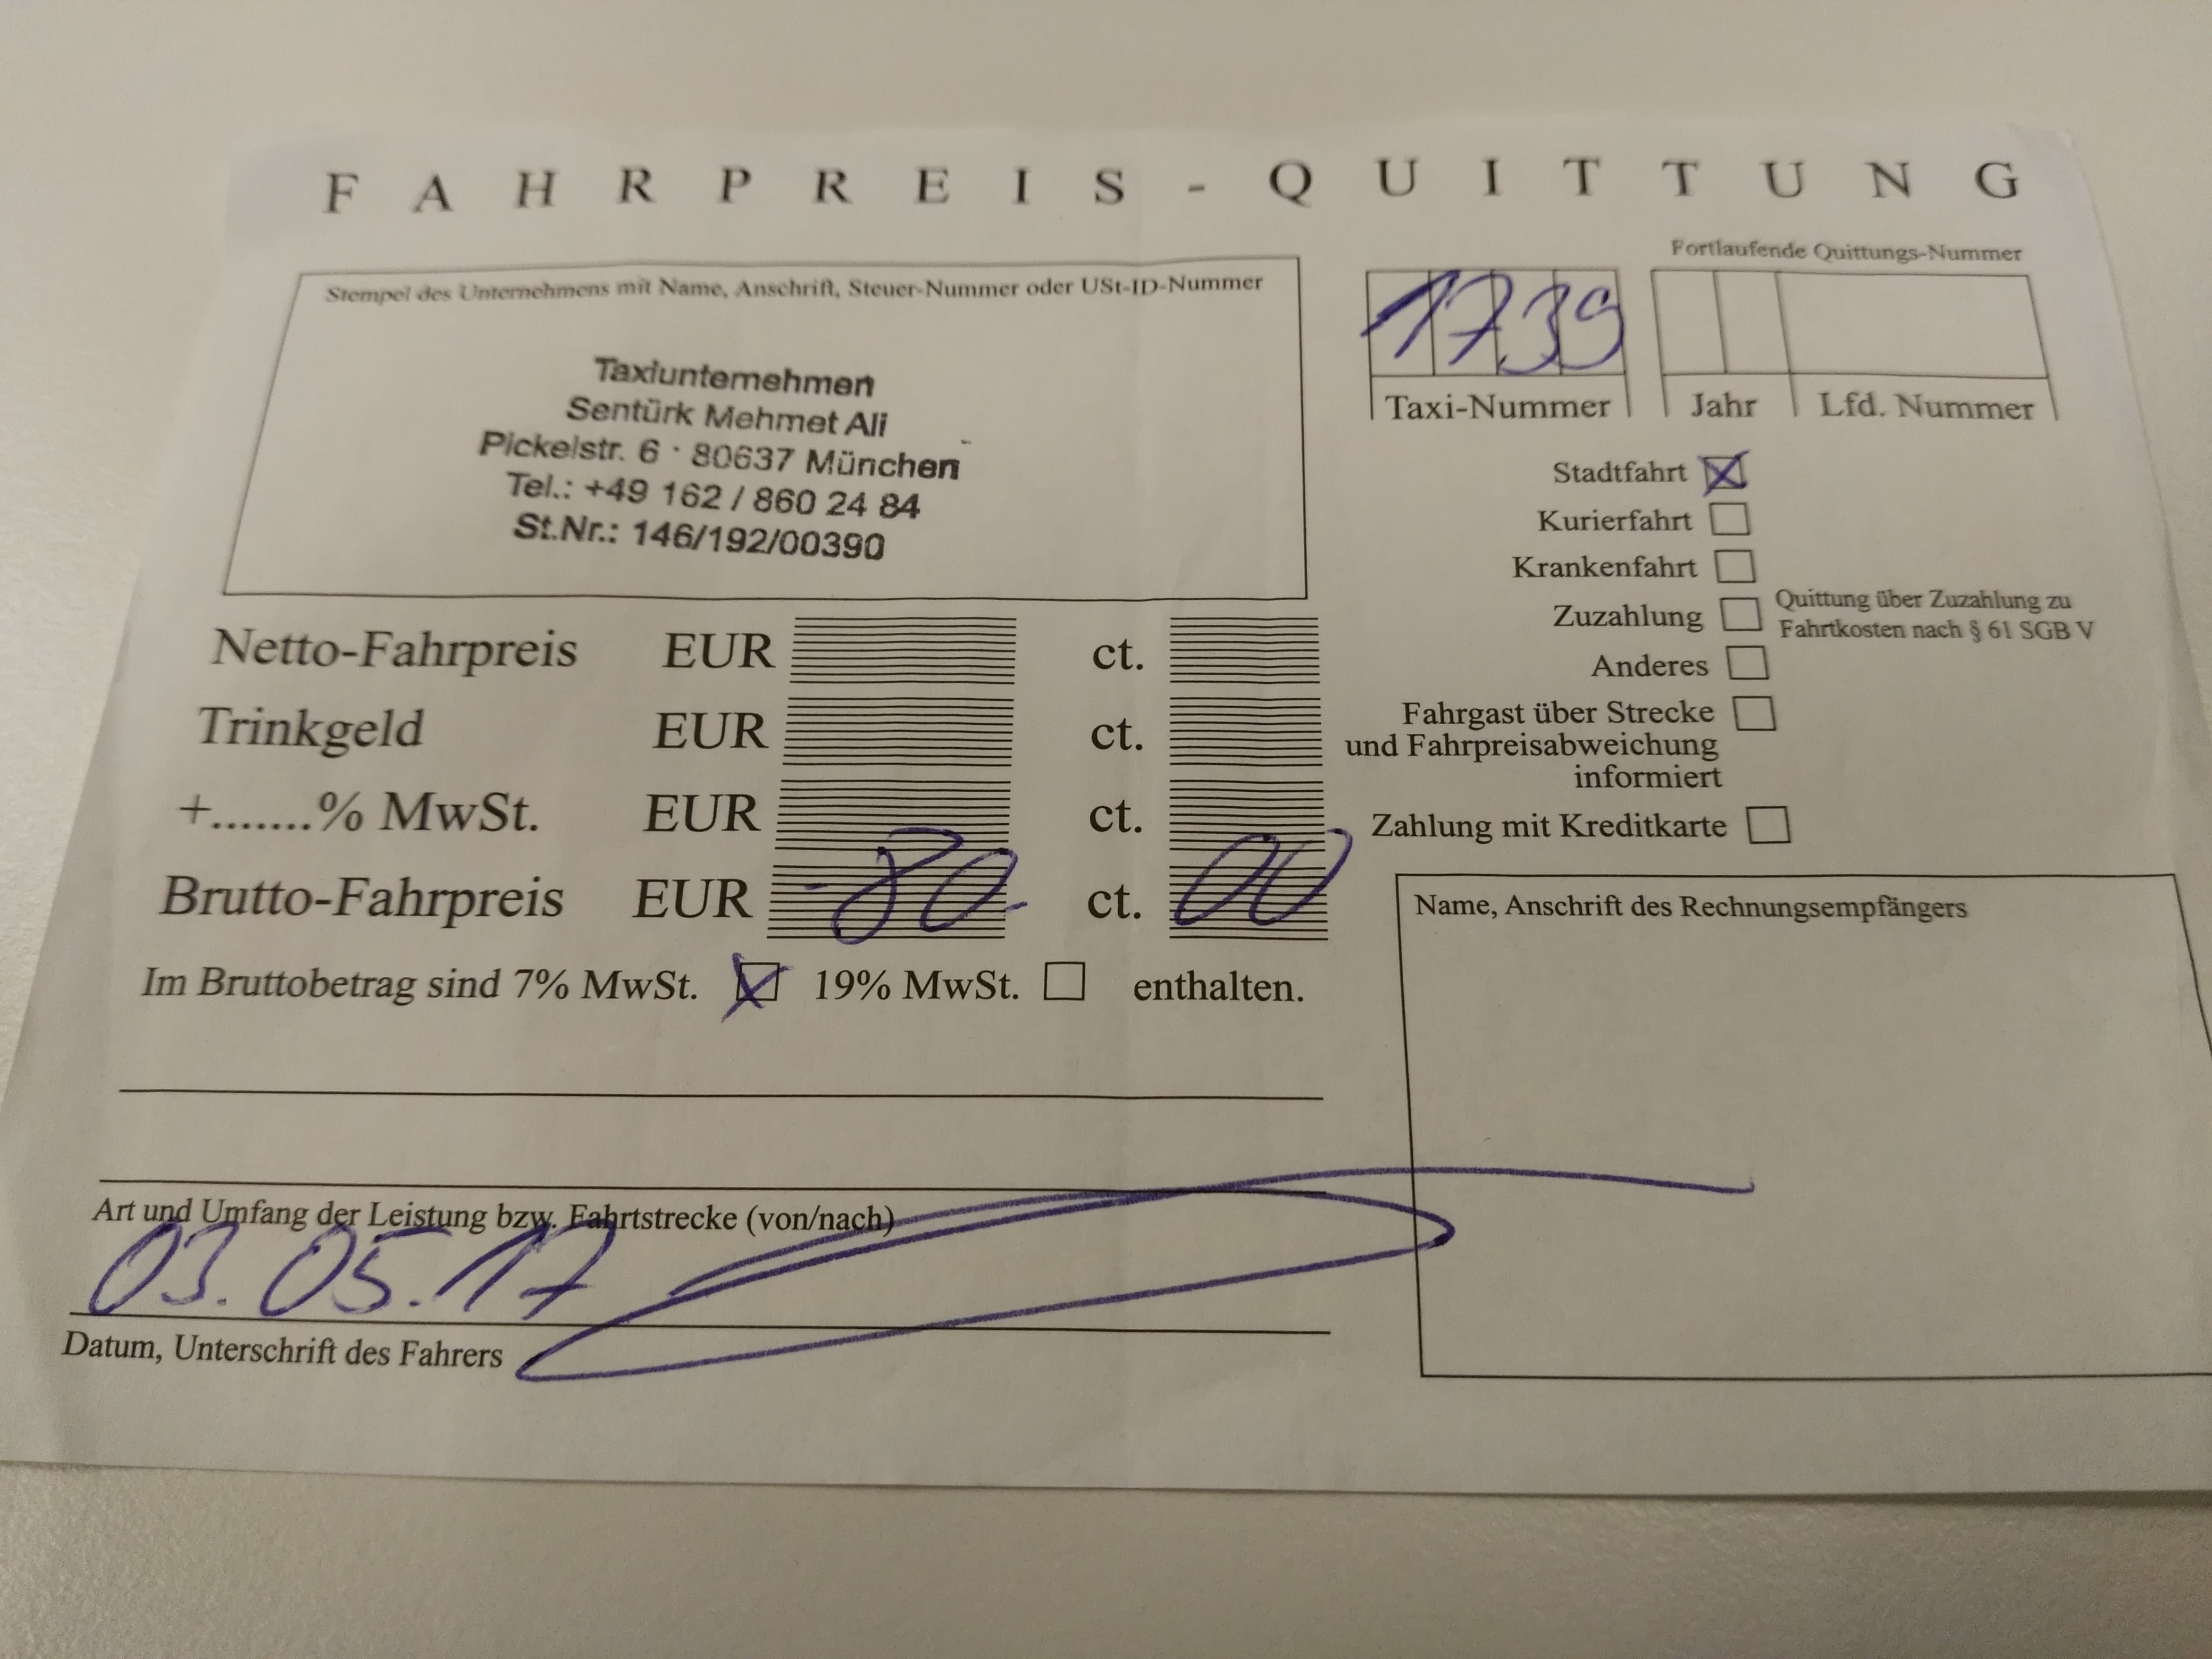 FAHRPREIS-QUITTUNG
Stempel des Unternehmens mit Name, Anschrift, Steuer-Nummer oder USt-ID-Nummer
Taxiunternehmen
Sentürk Mehmet Ali
Pickelstr. 6 · 80637 München
Tel.: +49 162 / 860 24 84
St.Nr.: 146/192/00390
Fortlaufende Quittungs-Nummer
1739
Taxi-Nummer Jahr Lfd. Nummer
Stadtfahrt
Kurierfahrt
Krankenfahrt
Zuzahlung Quittung über Zuzahlung zu
Fahrtkosten nach § 61 SGB V
Anderes
Fahrgast über Strecke
und Fahrpreisabweichung
informiert
Zahlung mit Kreditkarte
Netto-Fahrpreis EUR ct.
Trinkgeld EUR ct.
+.......% MwSt. EUR ct.
Brutto-Fahrpreis EUR -80- ct. 00
Im Bruttobetrag sind 7% MwSt. 19% MwSt. enthalten.
Name, Anschrift des Rechnungsempfängers
Art und Umfang der Leistung bzw. Fahrtstrecke (von/nach)
03.05.17
Datum, Unterschrift des Fahrers